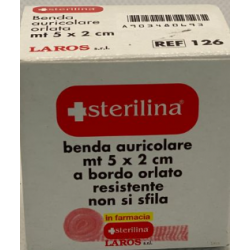 Benda
auricolare
orlata
mt 5 x 2 cm
LAROS s.r.l.
A903480693
REF 126
sterilina®
benda auricolare
mt 5 x 2 cm
a bordo orlato
resistente
non si sfila
in farmacia
sterilina
LAROS s.r.l.